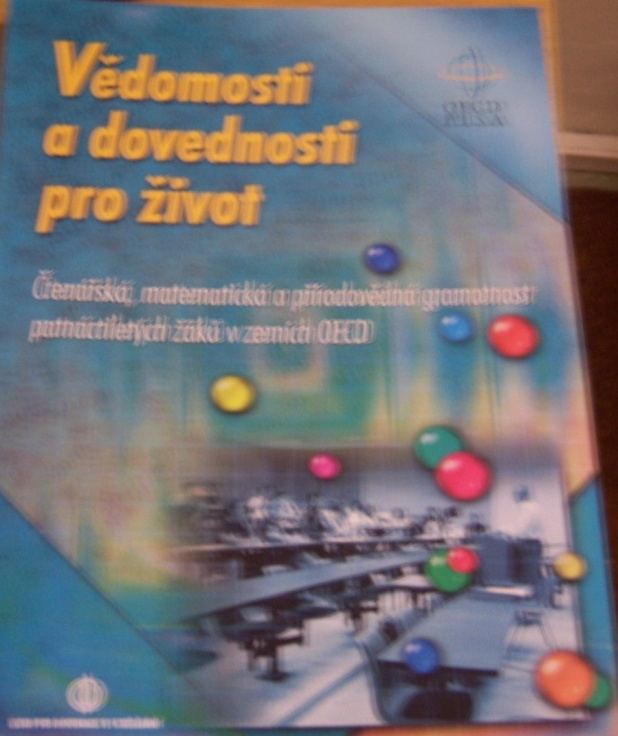 Vědomosti
a dovednosti
pro život
OECD
PISA
Čtenářská, matematická a přírodovědná gramotnost
patnáctiletých žáků v zemích OECD